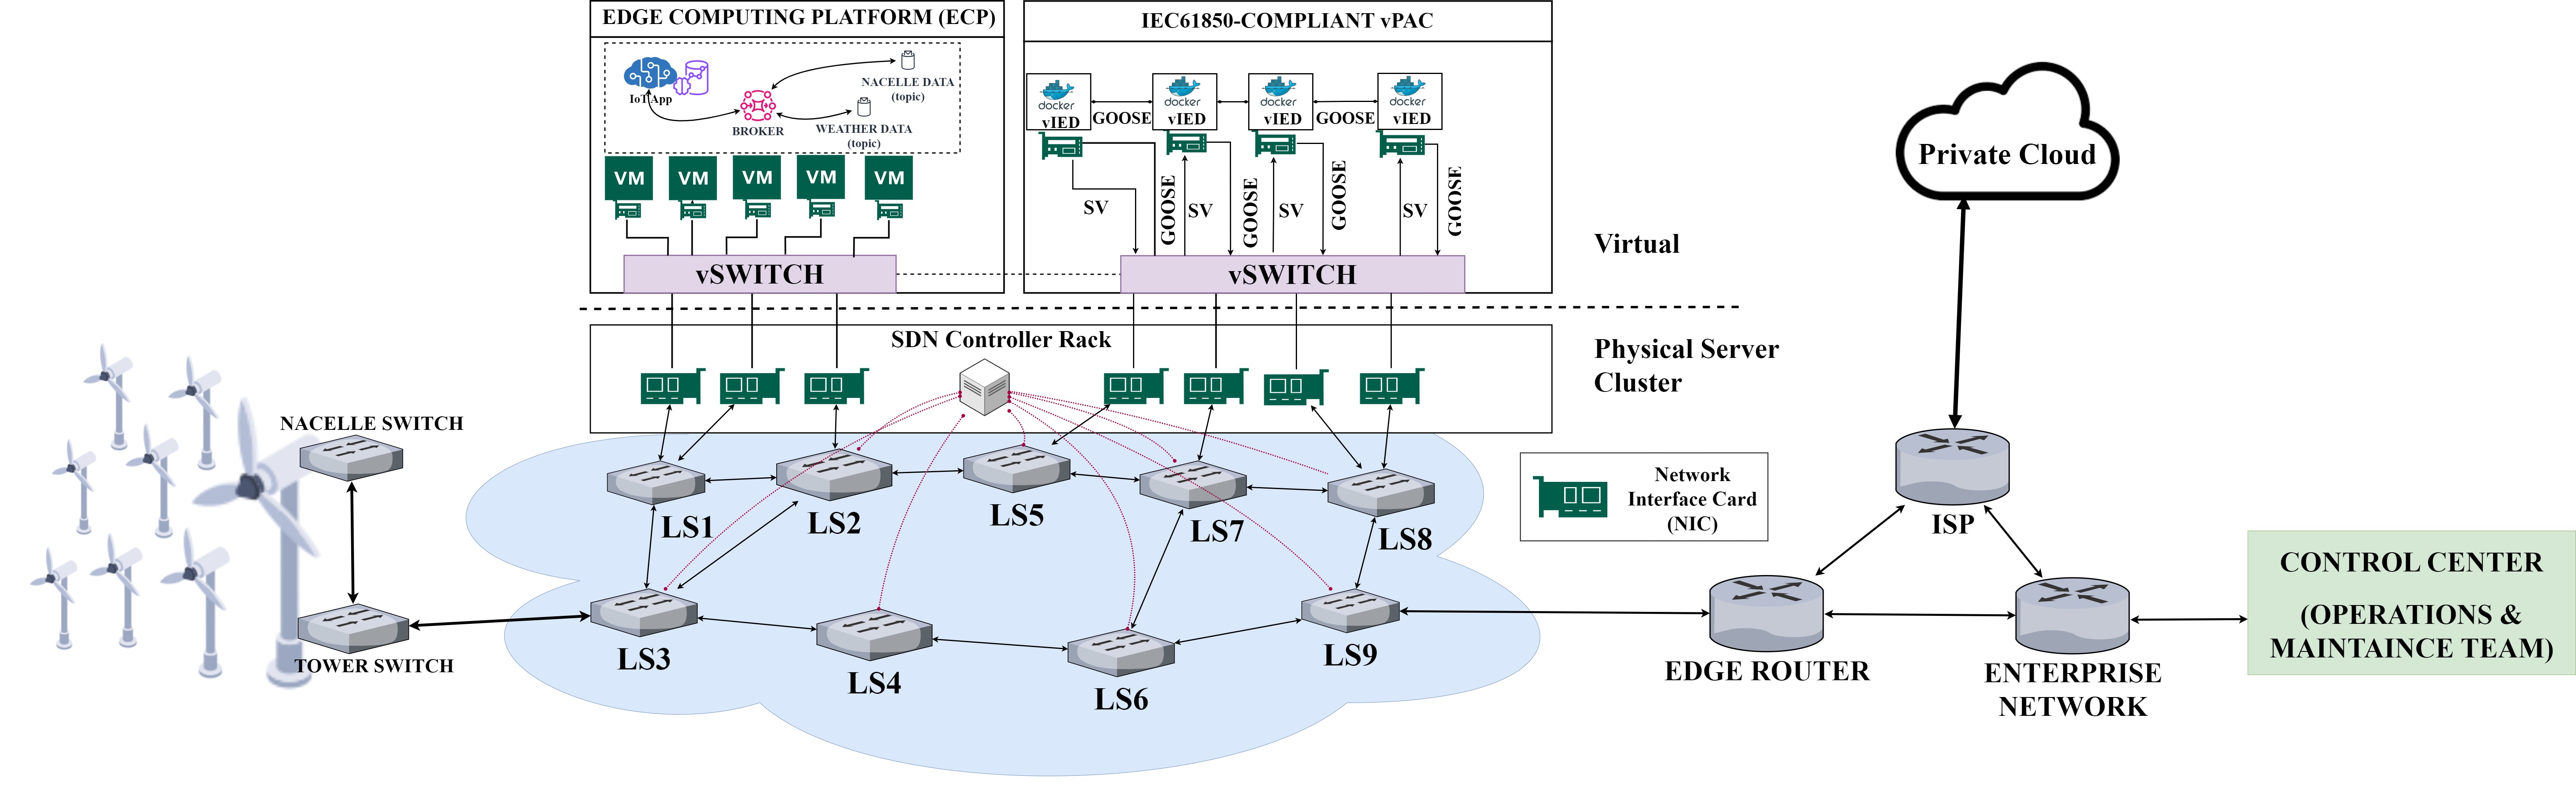 EDGE COMPUTING PLATFORM (ECP)
IoT App
BROKER
NACELLE DATA
(topic)
WEATHER DATA
(topic)
VM
VM
VM
VM
VM
vSWITCH
IEC61850-COMPLIANT vPAC
docker
vIED
GOOSE
docker
vIED
docker
vIED
GOOSE
docker
vIED
SV
GOOSE
SV
GOOSE
SV
GOOSE
SV
GOOSE
vSWITCH
Virtual
SDN Controller Rack
Physical Server
Cluster
NACELLE SWITCH
TOWER SWITCH
LS1
LS2
LS5
LS7
LS8
LS3
LS4
LS6
LS9
Network
Interface Card
(NIC)
Private Cloud
ISP
EDGE ROUTER
ENTERPRISE
NETWORK
CONTROL CENTER
(OPERATIONS &
MAINTAINCE TEAM)